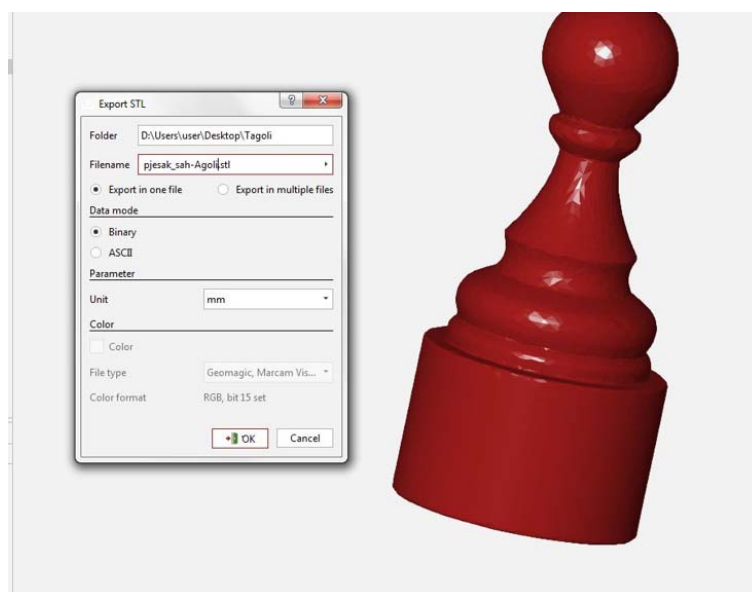 Export STL
Folder D:\Users\user\Desktop\Tagoli
Filename pjesak_sah-Agoli.stl
Export in one file Export in multiple files
Data mode
Binary
ASCII
Parameter
Unit mm
Color
Color
File type Geomagic, Marcam Vis...
Color format RGB, bit 15 set
OK Cancel